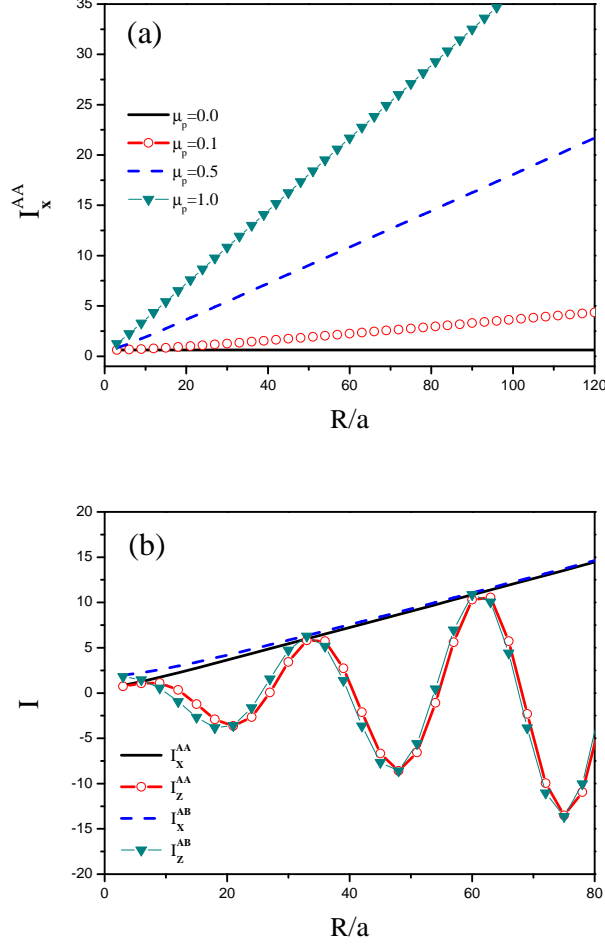 (a)
35
30
25
20
15
10
5
0
I_x^AA
μ_p=0.0
μ_p=0.1
μ_p=0.5
μ_p=1.0
0 20 40 60 80 100 120
R/a
(b)
20
15
10
5
0
-5
-10
-15
-20
I
I_X^AA
I_Z^AA
I_X^AB
I_Z^AB
0 20 40 60 80
R/a